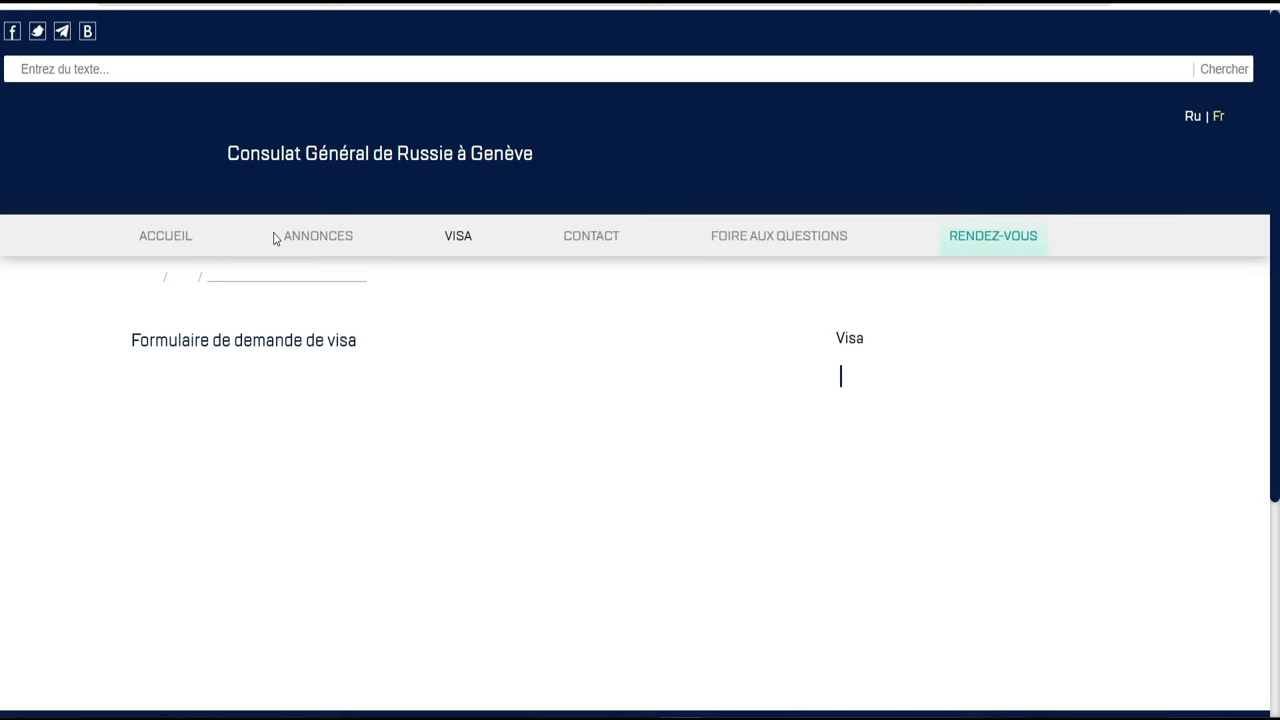 f B
Entrez du texte... | Chercher
Ru | Fr
Consulat Général de Russie à Genève
ACCUEIL ANNONCES VISA CONTACT FOIRE AUX QUESTIONS RENDEZ-VOUS
/ /
Formulaire de demande de visa
Visa